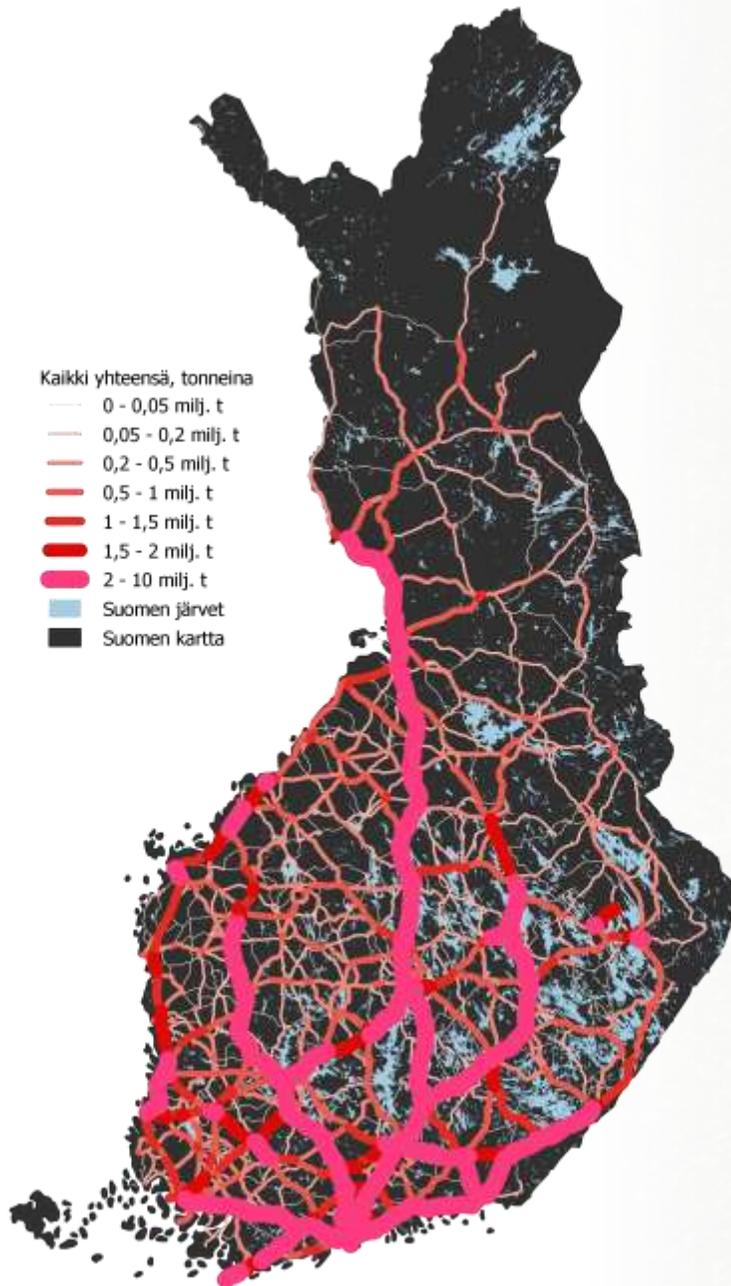 Kaikki yhteensä, tonneina
0 - 0,05 milj. t
0,05 - 0,2 milj. t
0,2 - 0,5 milj. t
0,5 - 1 milj. t
1 - 1,5 milj. t
1,5 - 2 milj. t
2 - 10 milj. t
Suomen järvet
Suomen kartta